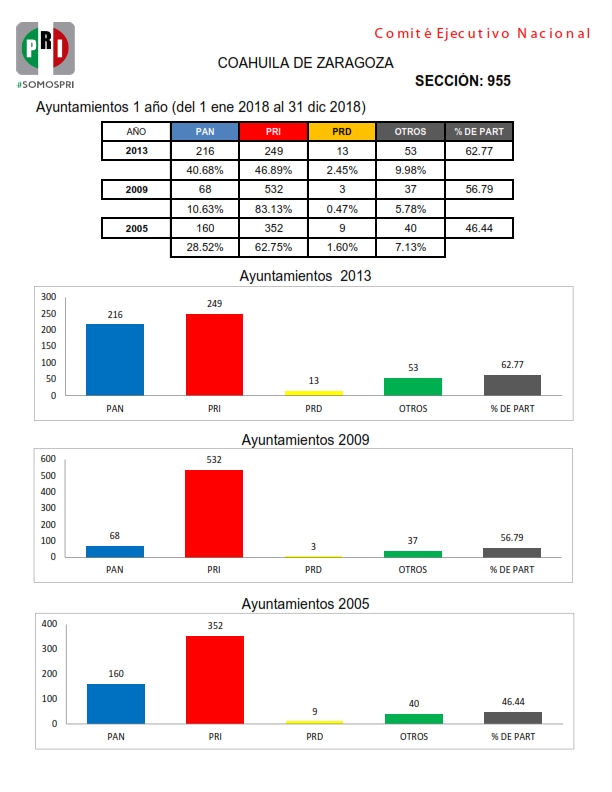 PRI
Comité Ejecutivo Nacional
#SOMOSPRI
COAHUILA DE ZARAGOZA
SECCIÓN: 955
Ayuntamientos 1 año (del 1 ene 2018 al 31 dic 2018)
AÑO PAN PRI PRD OTROS % DE PART
2013 216 249 13 53 62.77
40.68% 46.89% 2.45% 9.98%
2009 68 532 3 37 56.79
10.63% 83.13% 0.47% 5.78%
2005 160 352 9 40 46.44
28.52% 62.75% 1.60% 7.13%
Ayuntamientos 2013
300
250
200
150
100
50
0
216 249 13 53 62.77
PAN PRI PRD OTROS % DE PART
Ayuntamientos 2009
600
500
400
300
200
100
0
68 532 3 37 56.79
PAN PRI PRD OTROS % DE PART
Ayuntamientos 2005
400
300
200
100
0
160 352 9 40 46.44
PAN PRI PRD OTROS % DE PART